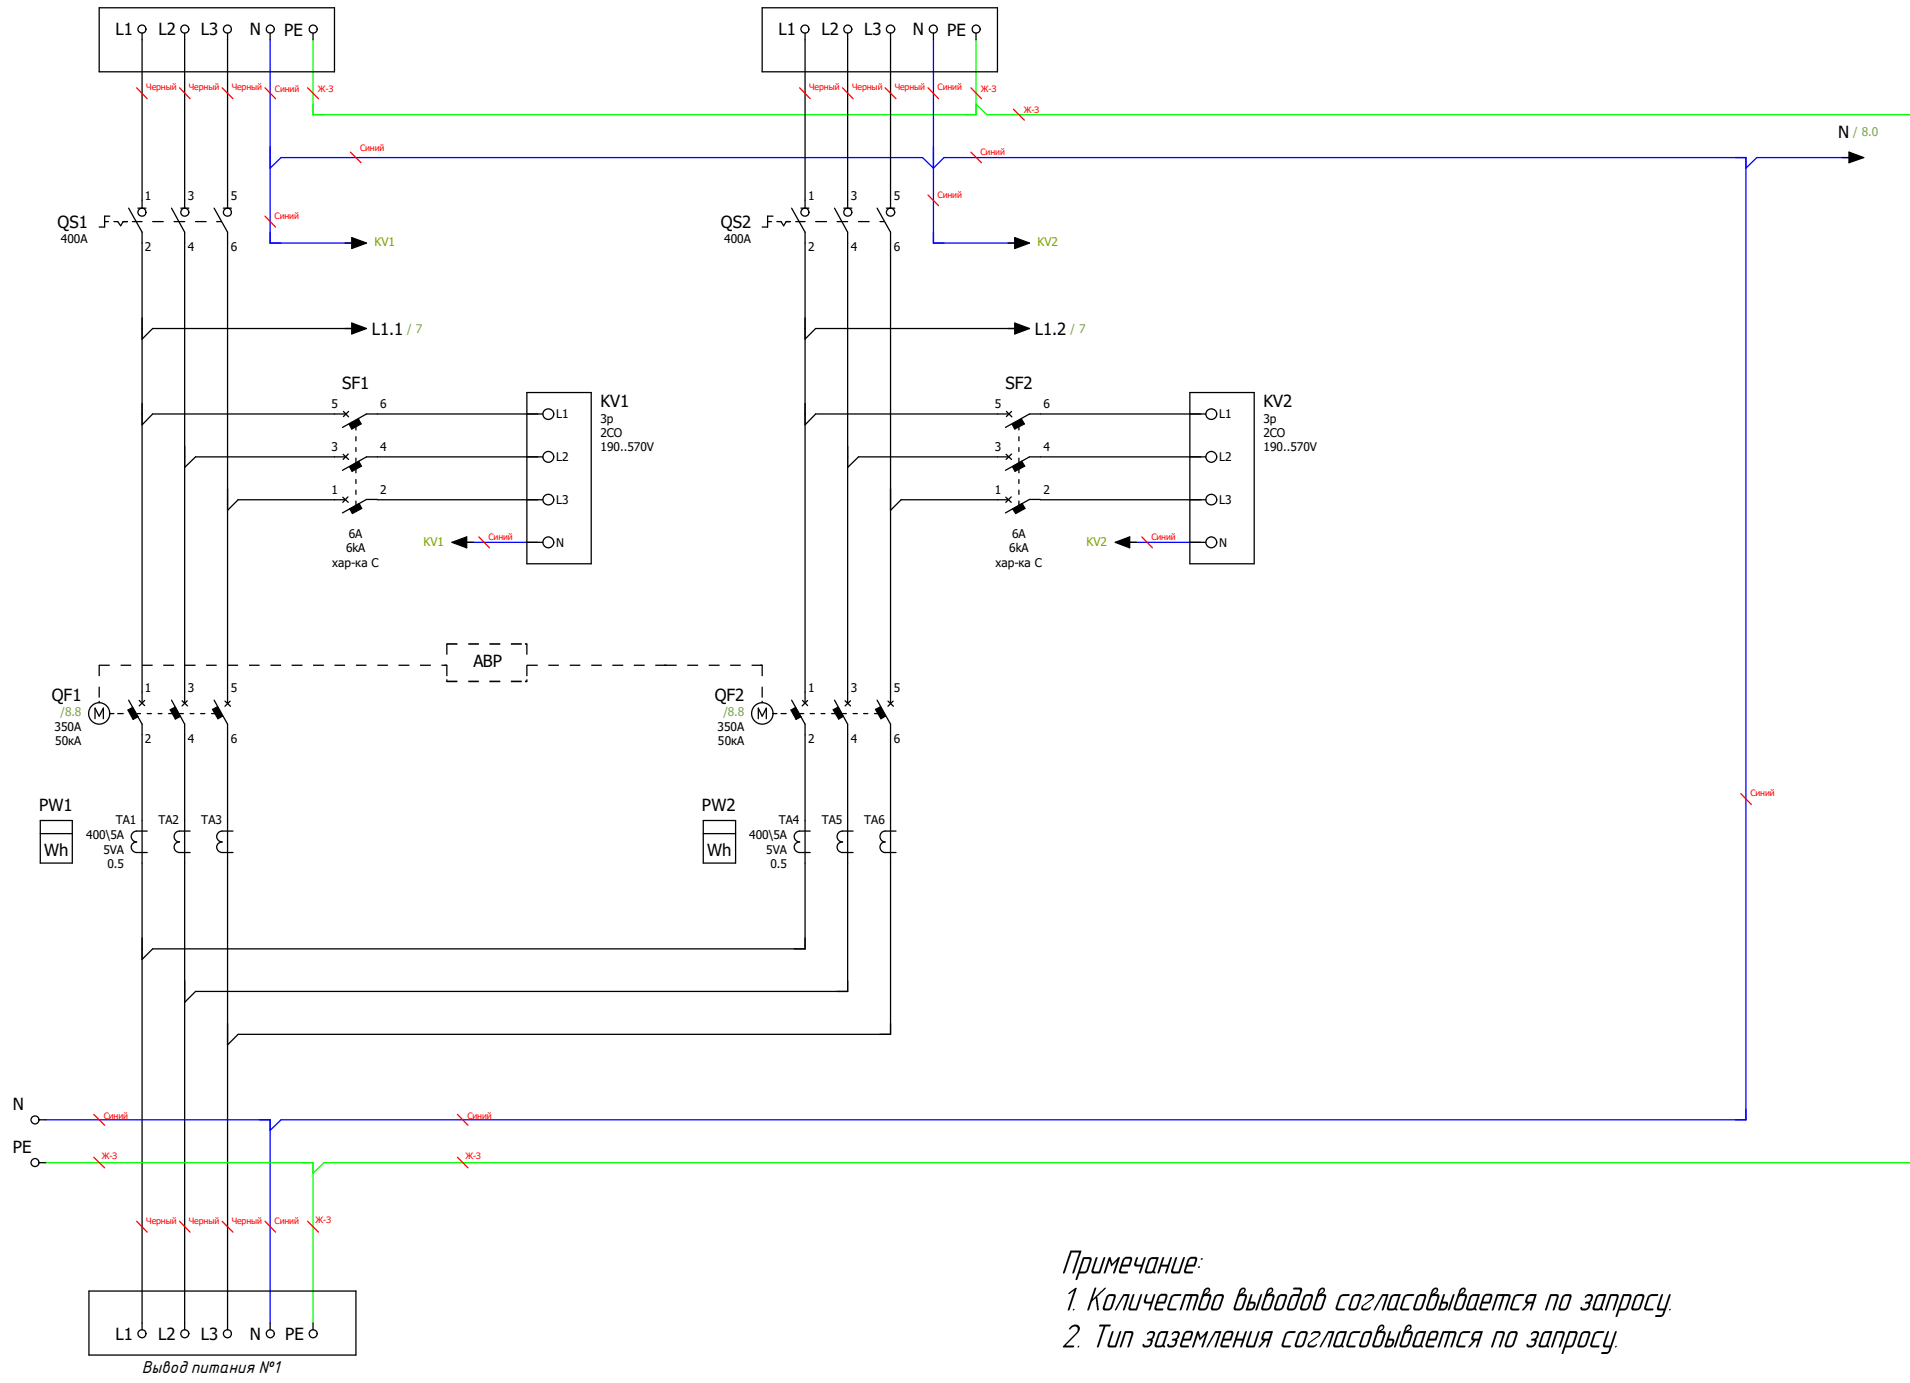 L1 L2 L3 N PE
L1 L2 L3 N PE
Черный Черный Черный Синий Ж-З
Черный Черный Черный Синий Ж-З
Ж-З
N / 8.0
Синий
Синий
1 3 5
1 3 5
Синий
Синий
QS1
400A
QS2
400A
2 4 6
KV1
2 4 6
KV2
L1.1 / 7
L1.2 / 7
SF1
SF2
5 6
L1
KV1
3p
2CO
190..570V
3 4
L2
1 2
L3
6A
6kA
хар-ка C
KV1
Синий
N
5 6
L1
KV2
3p
2CO
190..570V
3 4
L2
1 2
L3
6A
6kA
хар-ка C
KV2
Синий
N
АВР
QF1
/8.8
350A
50кА
M
1 3 5
2 4 6
QF2
/8.8
350A
50кА
M
1 3 5
2 4 6
Синий
PW1
Wh
TA1 TA2 TA3
400\5A
5VA
0.5
PW2
Wh
TA4 TA5 TA6
400\5A
5VA
0.5
N
Синий
Синий
PE
Ж-З
Ж-З
Черный Черный Черный Синий Ж-З
L1 L2 L3 N PE
Вывод питания №1
Примечание:
1. Количество выводов согласовывается по запросу.
2. Тип заземления согласовывается по запросу.